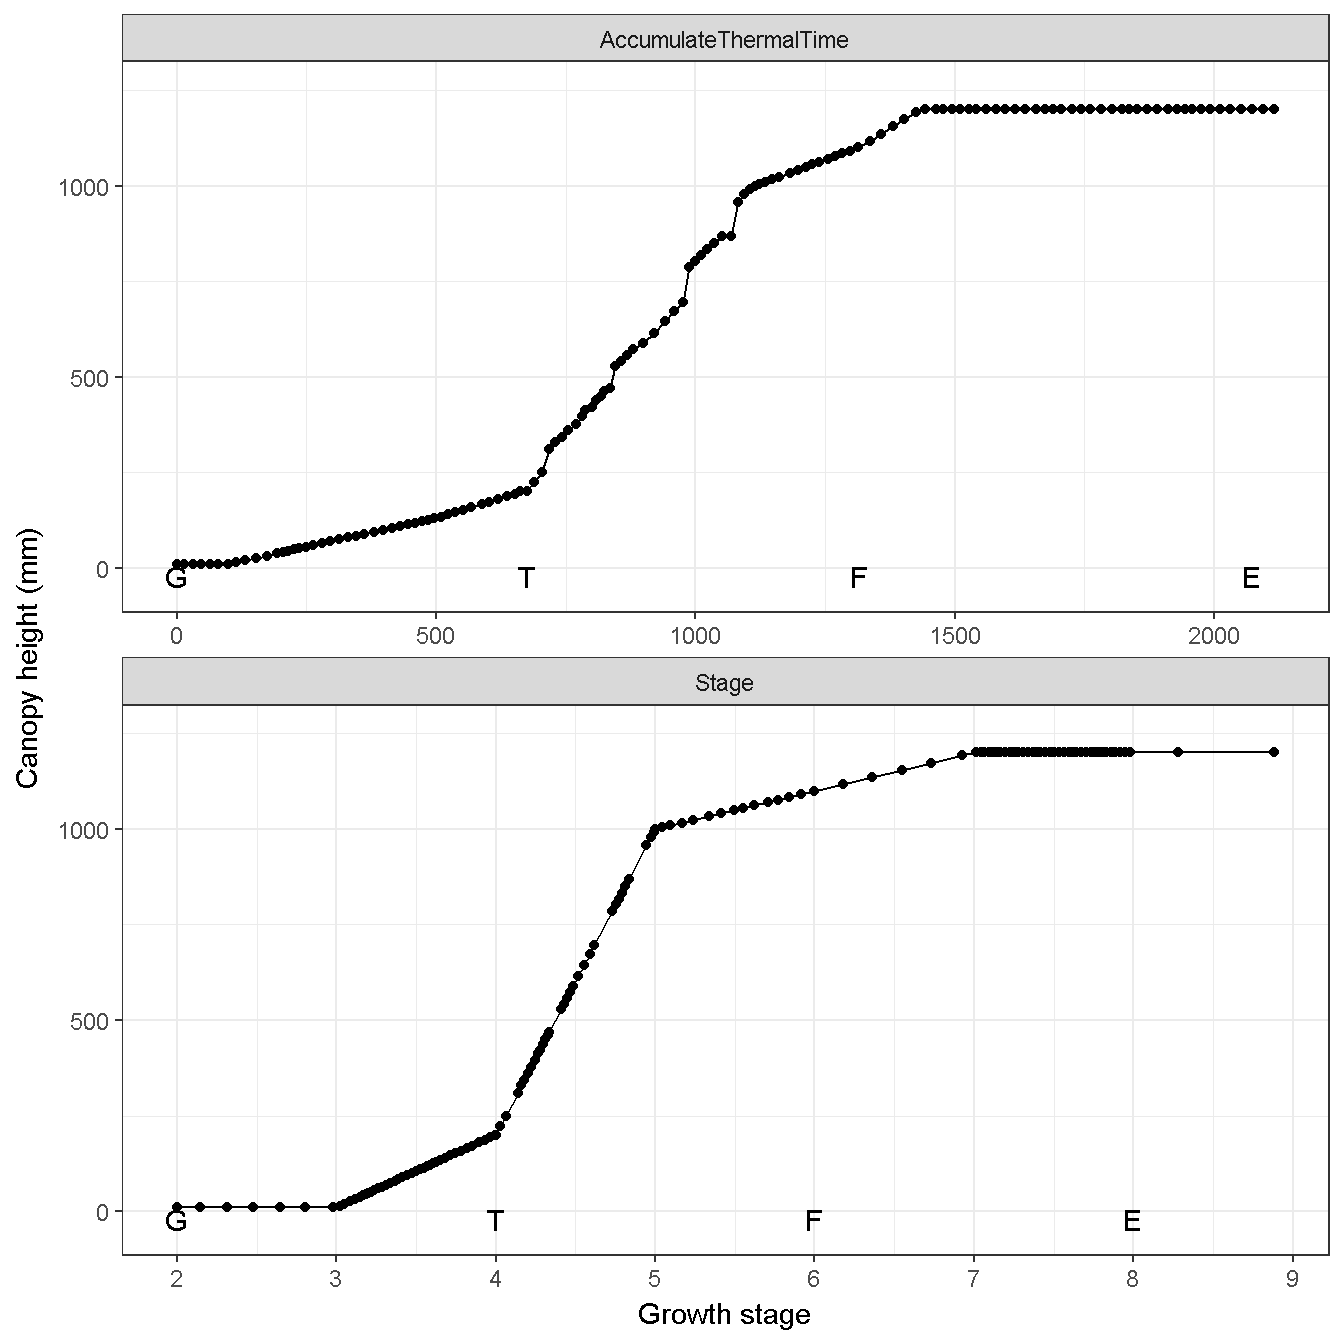 AccumulateThermalTime
1000
500
0
G T F E
0 500 1000 1500 2000
Canopy height (mm)
Stage
1000
500
0
G T F E
2 3 4 5 6 7 8 9
Growth stage